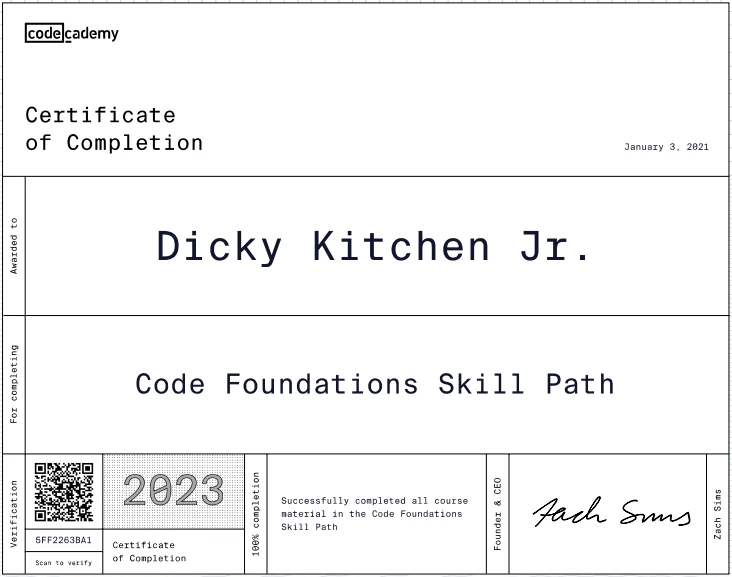 codecademy
Certificate
of Completion
January 3, 2021
Awarded to
Dicky Kitchen Jr.
For completing
Code Foundations Skill Path
Verification
5FF2263BA1
Scan to verify
2023
Certificate
of Completion
100% completion
Successfully completed all course
material in the Code Foundations
Skill Path
Founder & CEO
Zach Sims
Zach Sims